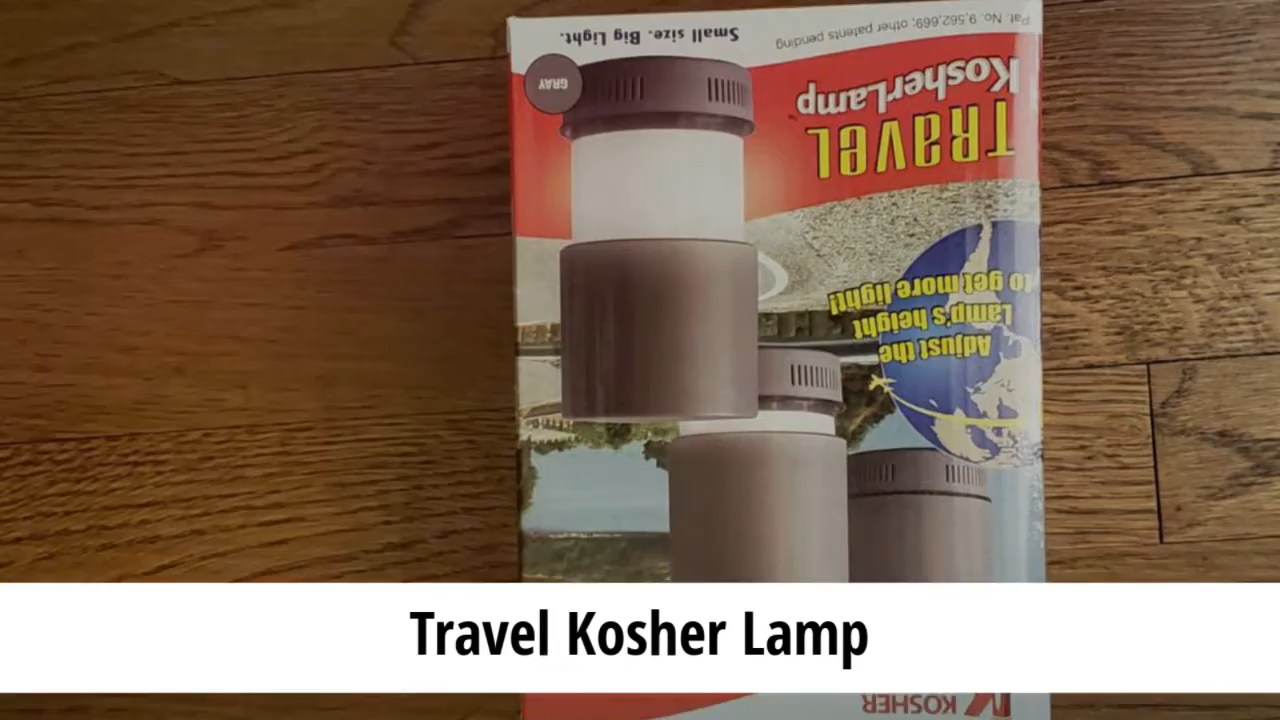 Pat. No. 9,562,669; other patents pending
Small size. Big Light.
GRAY
KosherLamp™
TRAVEL
Adjust the
Lamp's height
to get more light!
Travel Kosher Lamp
KOSHER